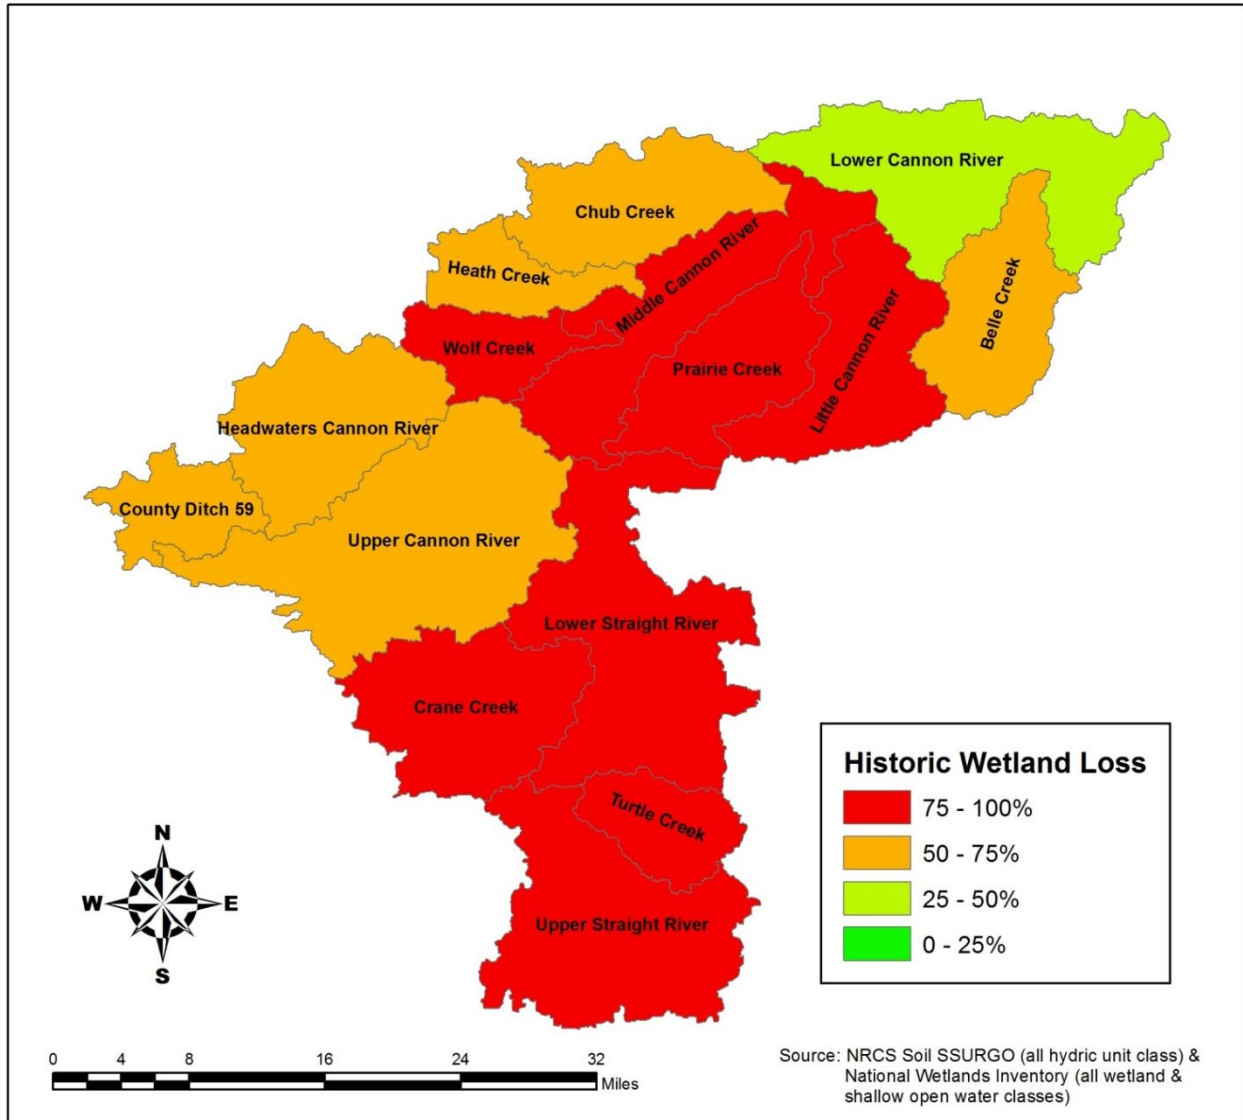 Lower Cannon River
Chub Creek
Middle Cannon River
Heath Creek
Belle Creek
Little Cannon River
Wolf Creek
Prairie Creek
Headwaters Cannon River
County Ditch 59
Upper Cannon River
Lower Straight River
Crane Creek
Turtle Creek
Upper Straight River
Historic Wetland Loss
75 - 100%
50 - 75%
25 - 50%
0 - 25%
N
W E
S
0 4 8 16 24 32
Miles
Source: NRCS Soil SSURGO (all hydric unit class) &
National Wetlands Inventory (all wetland &
shallow open water classes)